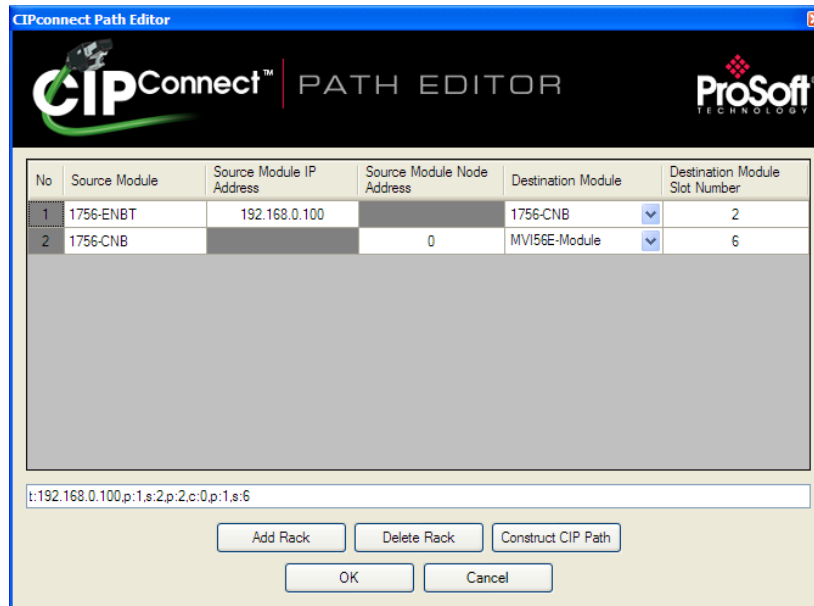 CIPconnect Path Editor
CIPConnect™ PATH EDITOR
ProSoft®
TECHNOLOGY
No Source Module Source Module IP Address Source Module Node Address Destination Module Destination Module Slot Number
1 1756-ENBT 192.168.0.100 1756-CNB 2
2 1756-CNB 0 MVI56E-Module 6
t:192.168.0.100,p:1,s:2,p:2,c:0,p:1,s:6
Add Rack Delete Rack Construct CIP Path
OK Cancel